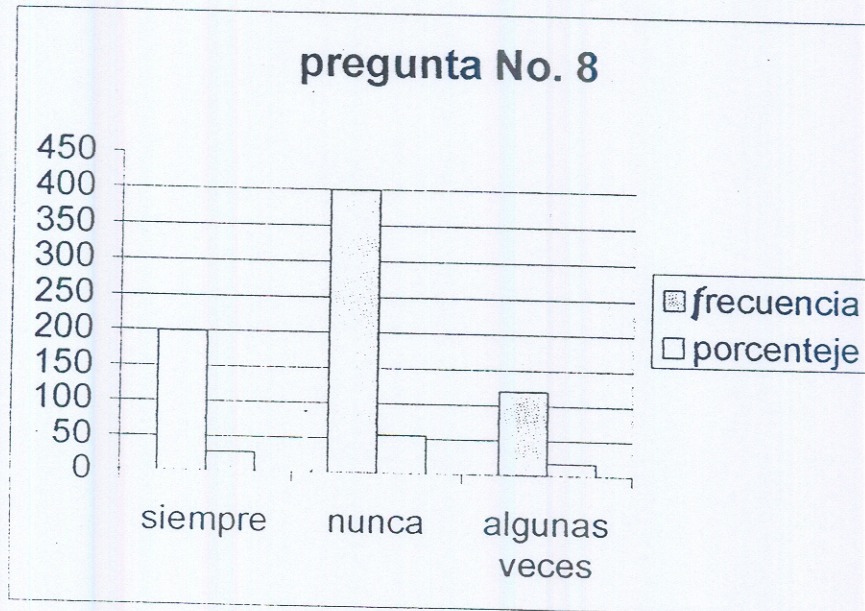 pregunta No. 8
450
400
350
300
250
200
150
100
50
0
siempre
nunca
algunas
veces
frecuencia
porcenteje